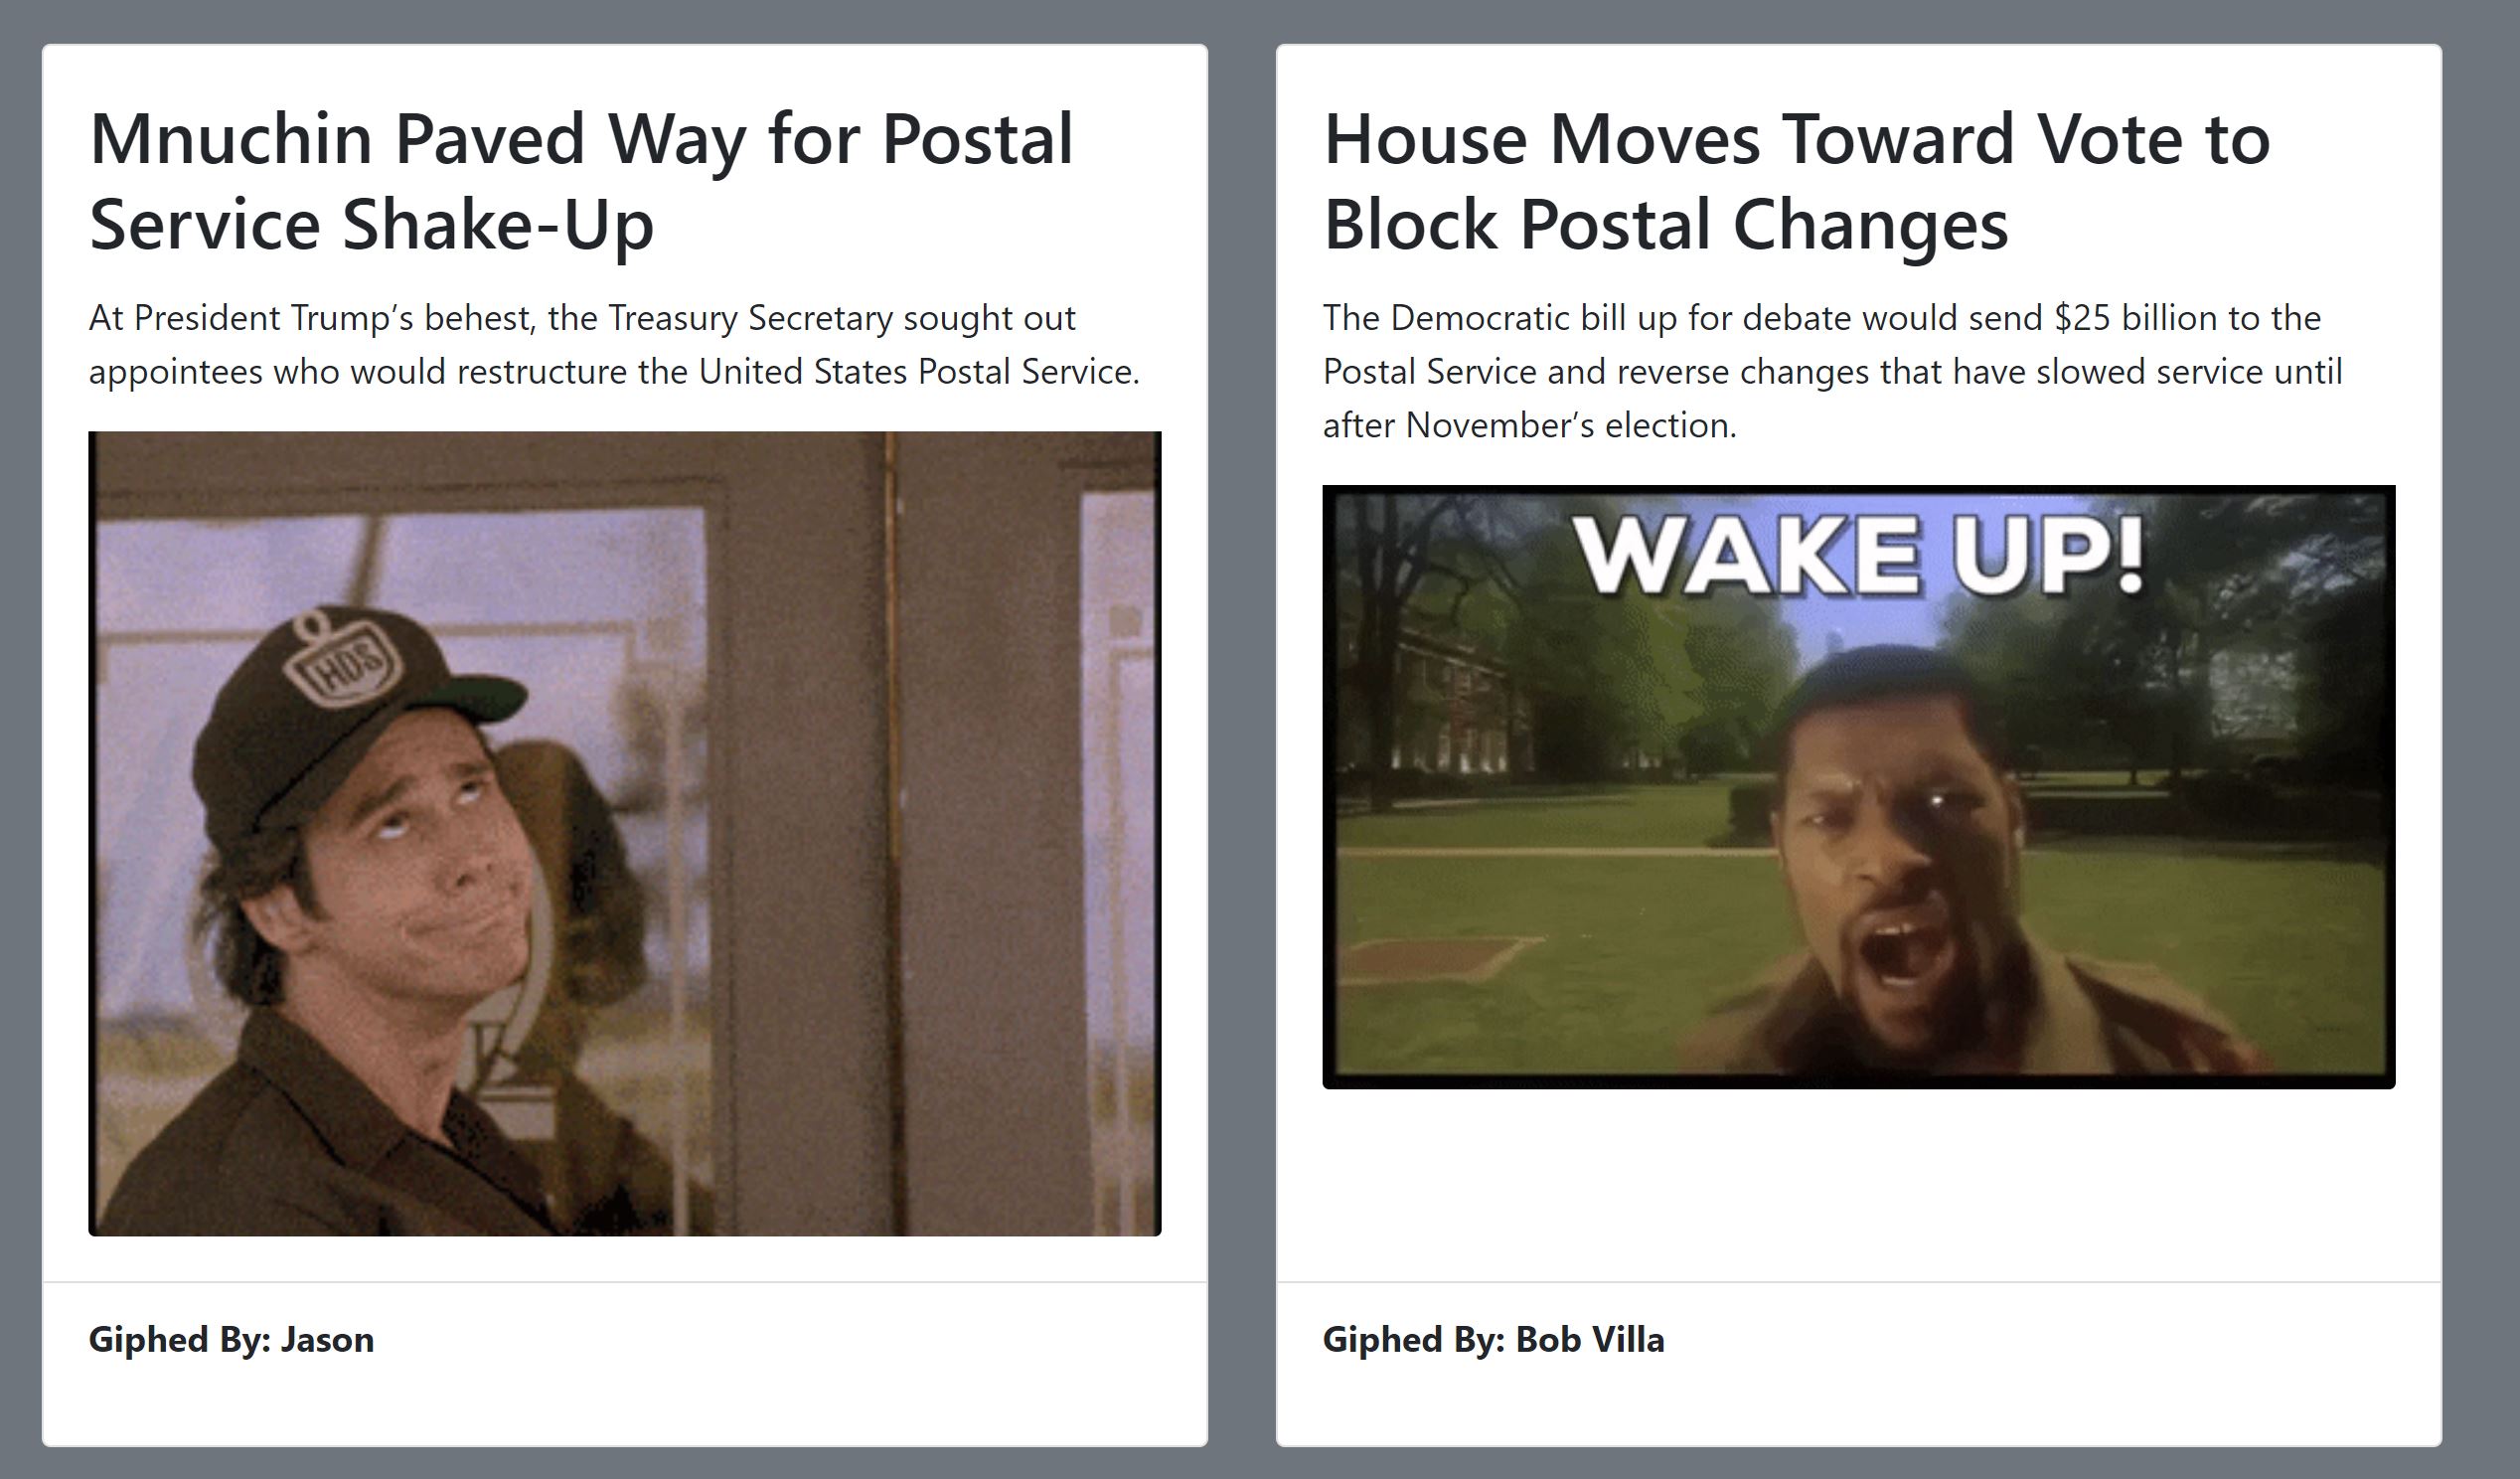 Mnuchin Paved Way for Postal
Service Shake-Up
At President Trump’s behest, the Treasury Secretary sought out
appointees who would restructure the United States Postal Service.
HDS
Giphed By: Jason
House Moves Toward Vote to
Block Postal Changes
The Democratic bill up for debate would send $25 billion to the
Postal Service and reverse changes that have slowed service until
after November’s election.
WAKE UP!
Giphed By: Bob Villa